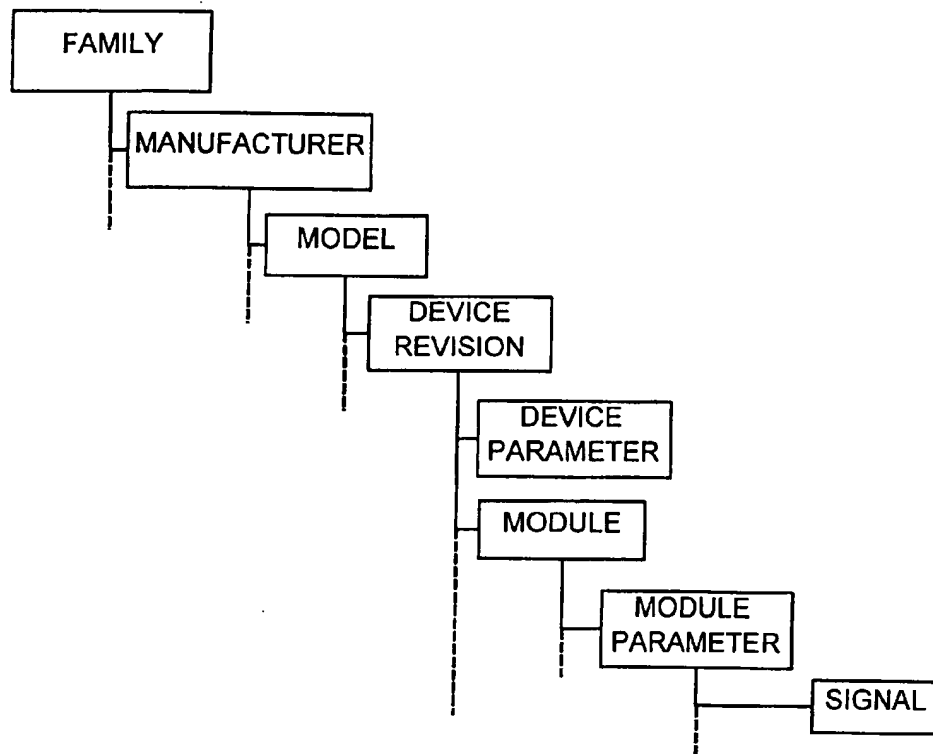 FAMILY
MANUFACTURER
MODEL
DEVICE
REVISION
DEVICE
PARAMETER
MODULE
MODULE
PARAMETER
SIGNAL